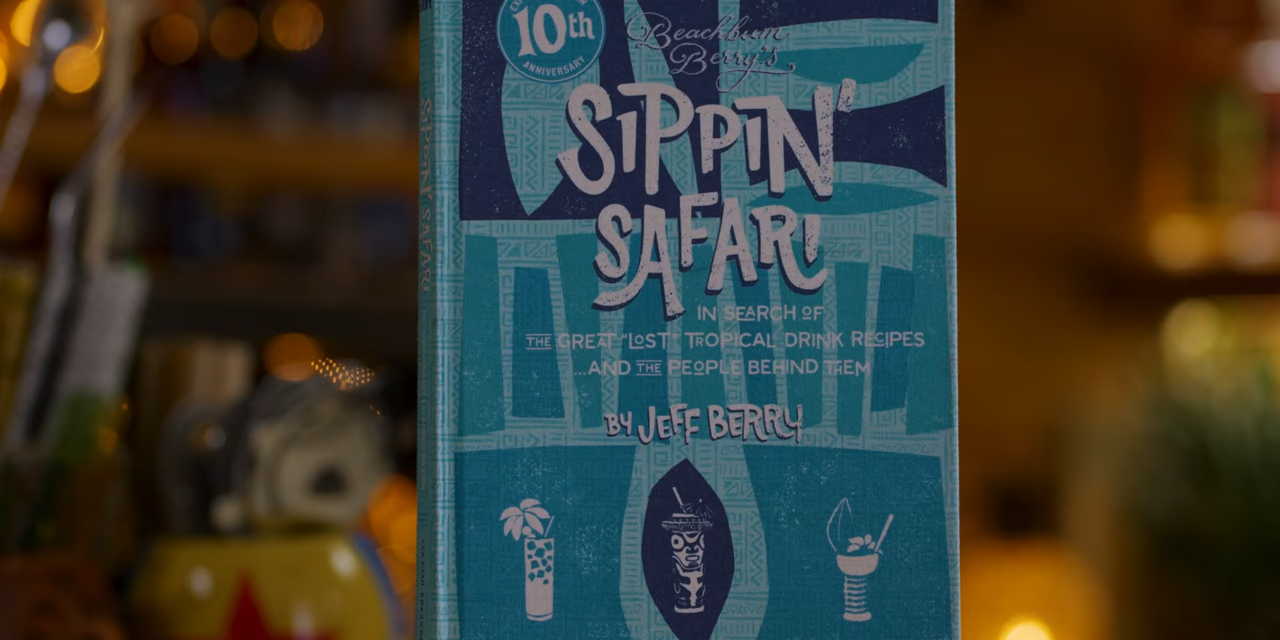 10th
ANNIVERSARY
Beachbum
Berry's
SIPPIN'
SAFARI
IN SEARCH OF
THE GREAT "LOST" TROPICAL DRINK RECIPES
...AND THE PEOPLE BEHIND THEM
BY JEFF BERRY
SIPPIN' SAFARI